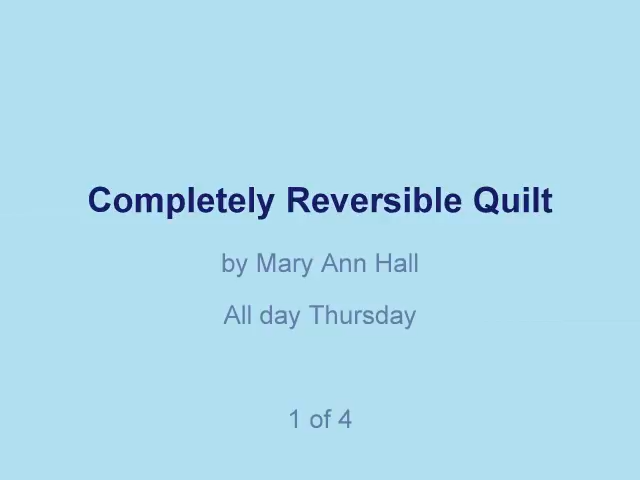 Completely Reversible Quilt
by Mary Ann Hall
All day Thursday
1 of 4